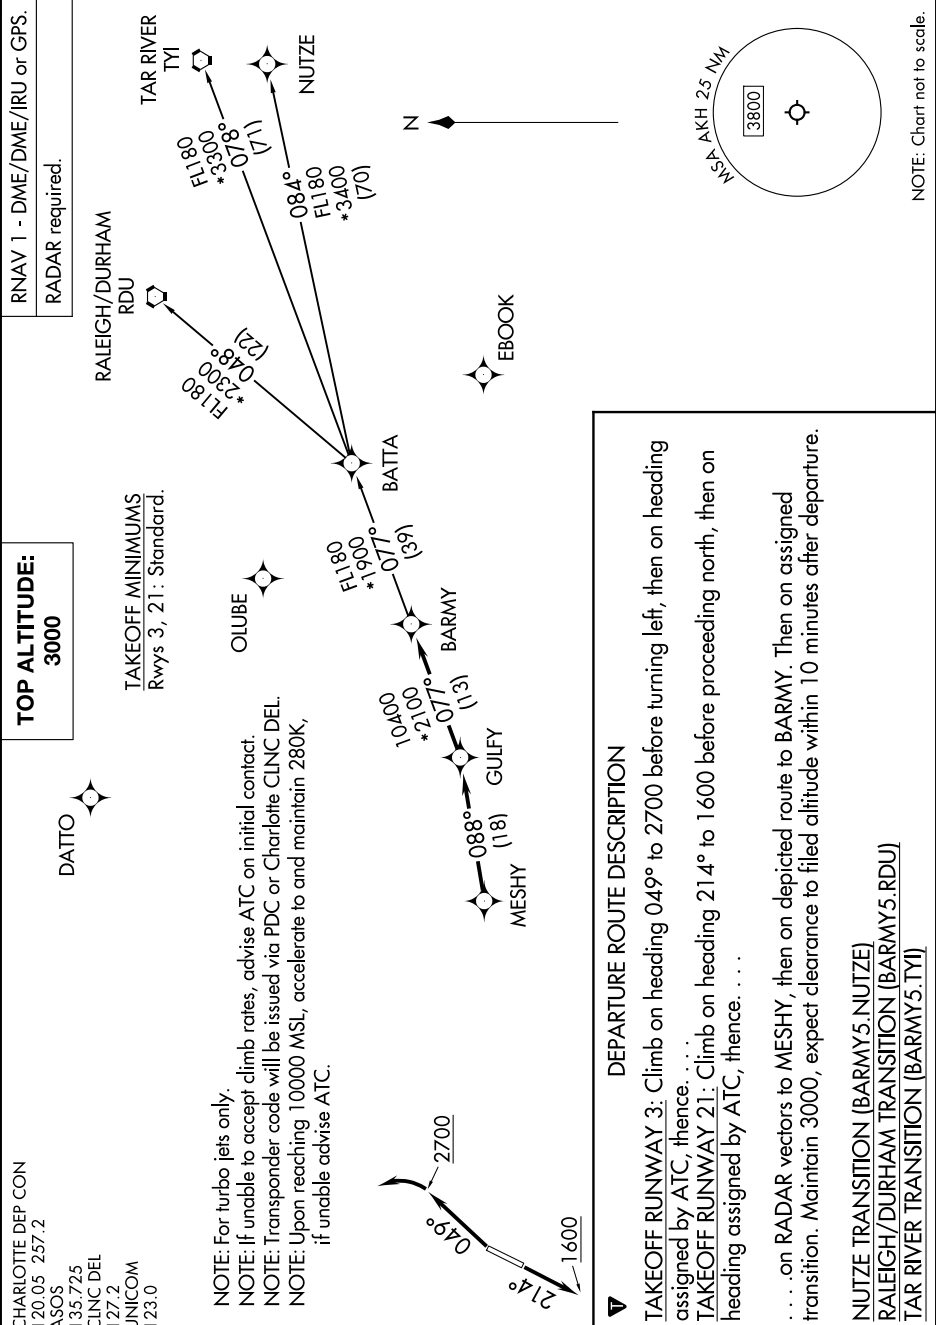 CHARLOTTE DEP CON
120.05 257.2
ASOS
135.725
CLNC DEL
127.2
UNICOM
123.0
TOP ALTITUDE:
3000
RNAV 1 - DME/DME/IRU or GPS.
RADAR required.
TAKEOFF MINIMUMS
Rwys 3, 21: Standard.
DATTO
OLUBE
RALEIGH/DURHAM
RDU
TAR RIVER
TYI
NUTZE
FL180
*2300
048°
(22)
FL180
*3300
078°
(71)
084°
FL180
*3400
(70)
N
BATTA
EBOOK
FL180
*1900
077°
(39)
BARMY
10400
*2100
077°
(13)
GULFY
088°
(18)
MESHY
MSA AKH 25 NM
3800
NOTE: Chart not to scale.
NOTE: For turbo jets only.
NOTE: If unable to accept climb rates, advise ATC on initial contact.
NOTE: Transponder code will be issued via PDC or Charlotte CLNC DEL.
NOTE: Upon reaching 10000 MSL, accelerate to and maintain 280K,
if unable advise ATC.
049°
2700
214°
1600
T
DEPARTURE ROUTE DESCRIPTION
TAKEOFF RUNWAY 3: Climb on heading 049° to 2700 before turning left, then on heading
assigned by ATC, thence. . . .
TAKEOFF RUNWAY 21: Climb on heading 214° to 1600 before proceeding north, then on
heading assigned by ATC, thence. . . .
. . . .on RADAR vectors to MESHY, then on depicted route to BARMY. Then on assigned
transition. Maintain 3000, expect clearance to filed altitude within 10 minutes after departure.
NUTZE TRANSITION (BARMY5.NUTZE)
RALEIGH/DURHAM TRANSITION (BARMY5.RDU)
TAR RIVER TRANSITION (BARMY5.TYI)